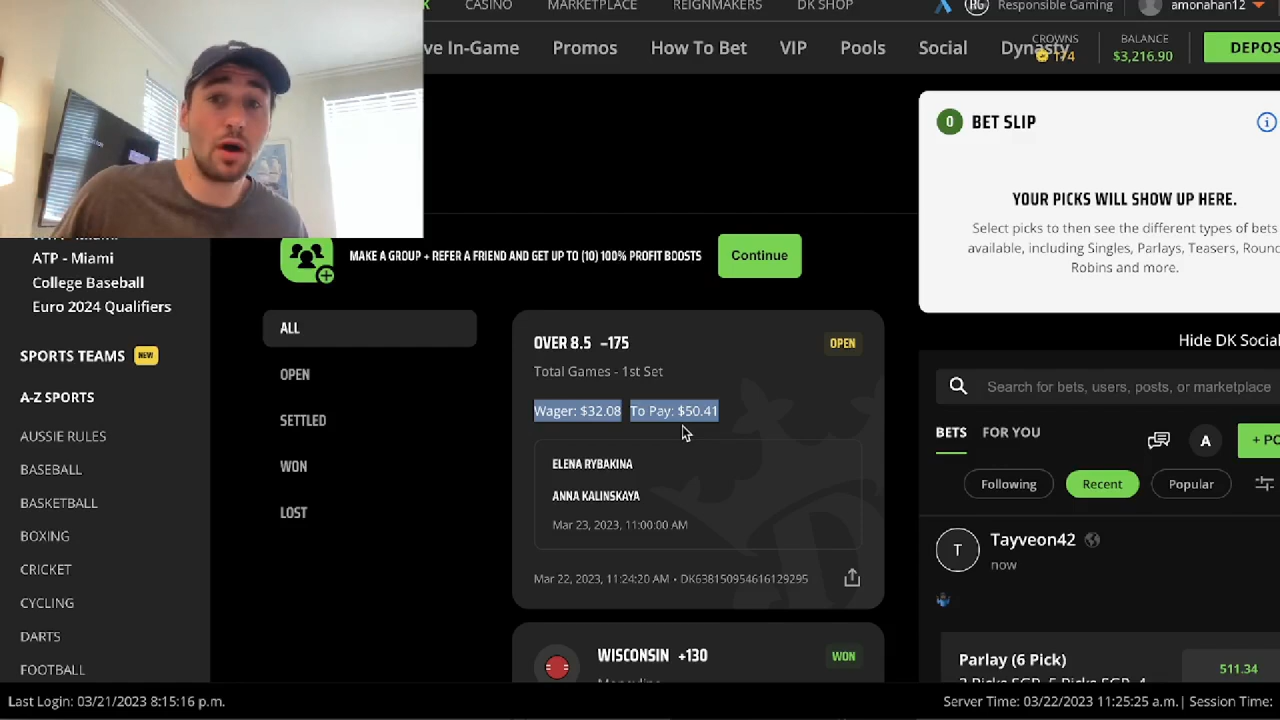 CASINO
MARKETPLACE
REIGNMAKERS
DK SHOP
RG
Responsible Gaming
amonahan12
ve In-Game
Promos
How To Bet
VIP
Pools
Social
Dynasty
CROWNS
174
BALANCE
$3,216.90
DEPOS
0
BET SLIP
YOUR PICKS WILL SHOW UP HERE.
Select picks to then see the different types of bets
available, including Singles, Parlays, Teasers, Round
Robins and more.
ATP - Miami
College Baseball
Euro 2024 Qualifiers
SPORTS TEAMS NEW
A-Z SPORTS
AUSSIE RULES
BASEBALL
BASKETBALL
BOXING
CRICKET
CYCLING
DARTS
FOOTBALL
MAKE A GROUP + REFER A FRIEND AND GET UP TO (10) 100% PROFIT BOOSTS
Continue
ALL
OPEN
SETTLED
WON
LOST
OVER 8.5 -175
OPEN
Total Games - 1st Set
Wager: $32.08 To Pay: $50.41
ELENA RYBAKINA
ANNA KALINSKAYA
Mar 23, 2023, 11:00:00 AM
Mar 22, 2023, 11:24:20 AM • DK638150954616129295
WISCONSIN +130
WON
Hide DK Social
Search for bets, users, posts, or marketplace
BETS
FOR YOU
A
+ PO
Following
Recent
Popular
T
Tayveon42
now
Parlay (6 Pick)
511.34
Last Login: 03/21/2023 8:15:16 p.m.
Server Time: 03/22/2023 11:25:25 a.m.| Session Time: